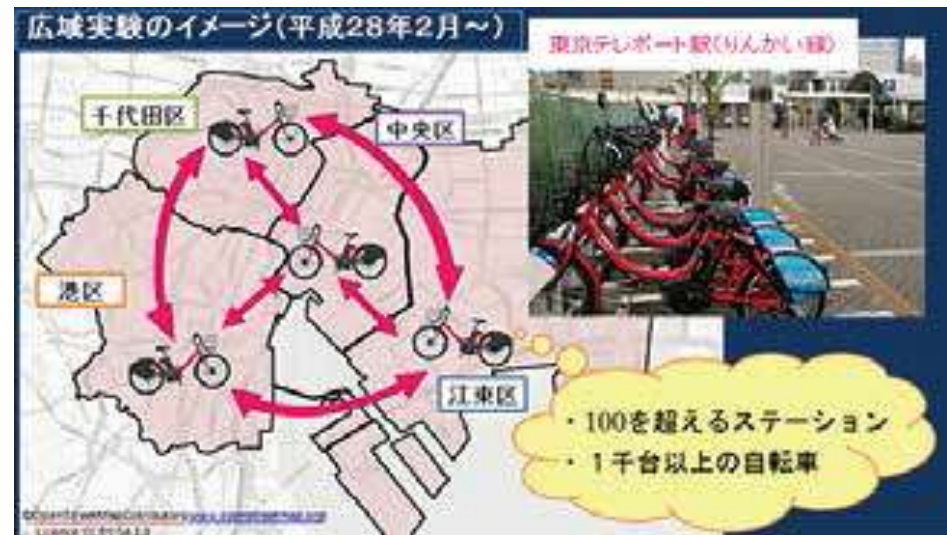 広域実験のイメージ(平成28年2月～)
東京テレポート駅(りんかい線)
千代田区
中央区
港区
江東区
・100を超えるステーション
・1千台以上の自転車